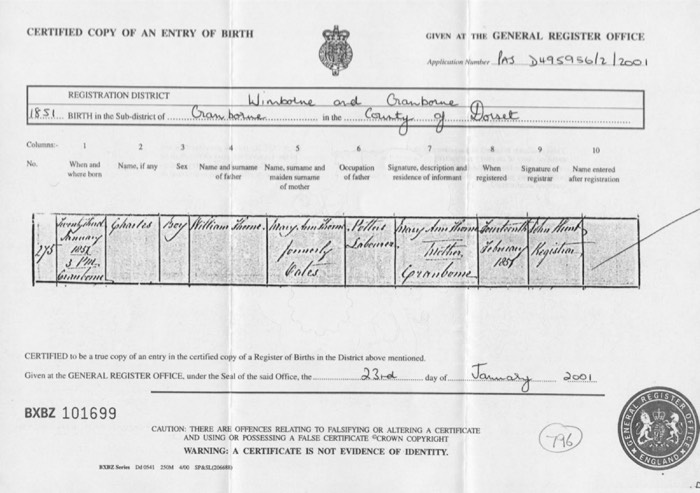 CERTIFIED COPY OF AN ENTRY OF BIRTH
GIVEN AT THE GENERAL REGISTER OFFICE
Application Number PAS D495956/2/2001
REGISTRATION DISTRICT Wimborne and Cranborne
1851 BIRTH in the Sub-district of Cranborne in the County of Dorset
Columns:- 1 2 3 4 5 6 7 8 9 10
No. When and where born Name, if any Sex Name and surname of father Name, surname and maiden surname of mother Occupation of father Signature, description and residence of informant When registered Signature of registrar Name entered after registration
275 January 1851 3 P.M. Cranborne Charles Boy William Thorne. Mary Ann Thorne formerly Potters Labourer. Mary Ann Thorne Mother Cranborne Fourteenth February 1851 John Registrar
CERTIFIED to be a true copy of an entry in the certified copy of a Register of Births in the District above mentioned.
Given at the GENERAL REGISTER OFFICE, under the Seal of the said Office, the 23rd day of January 2001
BXBZ 101699
CAUTION: THERE ARE OFFENCES RELATING TO FALSIFYING OR ALTERING A CERTIFICATE
AND USING OR POSSESSING A FALSE CERTIFICATE ©CROWN COPYRIGHT
WARNING: A CERTIFICATE IS NOT EVIDENCE OF IDENTITY.
796
GENERAL REGISTER OFFICE
ENGLAND